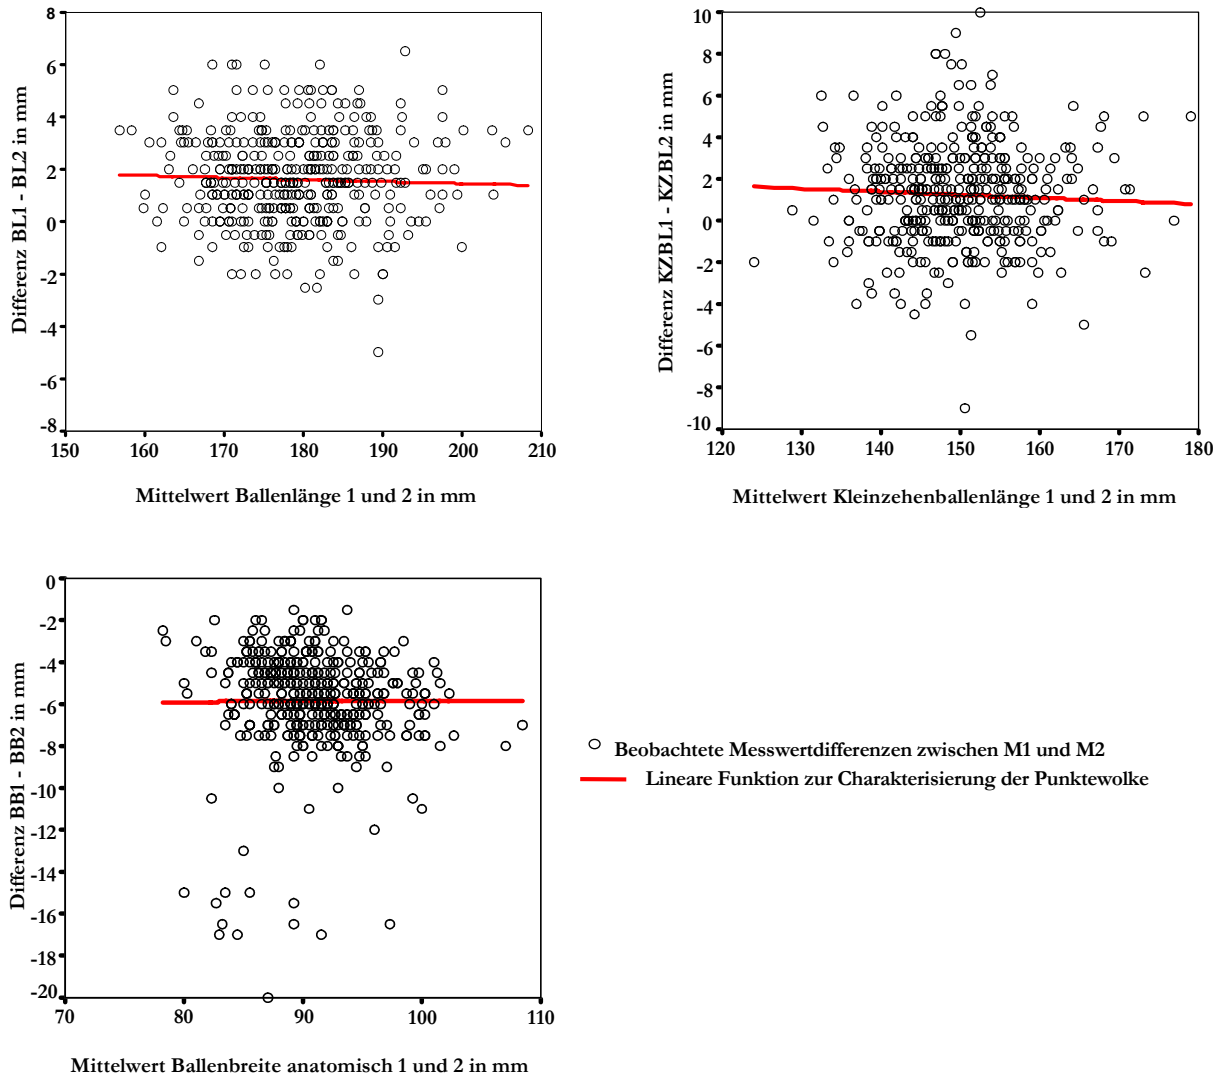 8
6
4
2
0
-2
-4
-6
-8
150 160 170 180 190 200 210
Differenz BL1 - BL2 in mm
Mittelwert Ballenlänge 1 und 2 in mm
10
8
6
4
2
0
-2
-4
-6
-8
-10
120 130 140 150 160 170 180
Differenz KZBL1 - KZBL2 in mm
Mittelwert Kleinzehenballenlänge 1 und 2 in mm
0
-2
-4
-6
-8
-10
-12
-14
-16
-18
-20
70 80 90 100 110
Differenz BB1 - BB2 in mm
Mittelwert Ballenbreite anatomisch 1 und 2 in mm
Beobachtete Messwertdifferenzen zwischen M1 und M2
Lineare Funktion zur Charakterisierung der Punktewolke